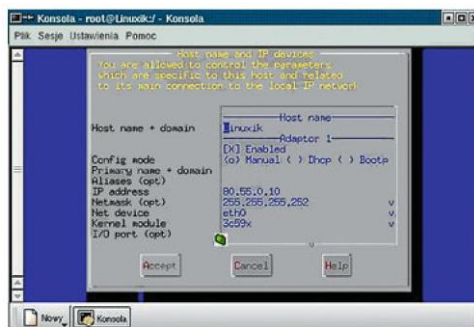 Konsola - root@Linuxik:/ - Konsola
Plik Sesje Ustawienia Pomoc
Host name and IP devices
You are allowed to control the parameters
which are specific to this host and related
to its main connection to the local IP network
Host name
Host name + domain linuxik
Adaptor 1
[X] Enabled
Config mode (o) Manual ( ) Dhcp ( ) Bootp
Primary name + domain
Aliases (opt)
IP address 80.55.0.10
Netmask (opt) 255.255.255.252 v
Net device eth0 v
Kernel module 3c59x v
I/O port (opt)
v
Accept Cancel Help
Nowy Konsola